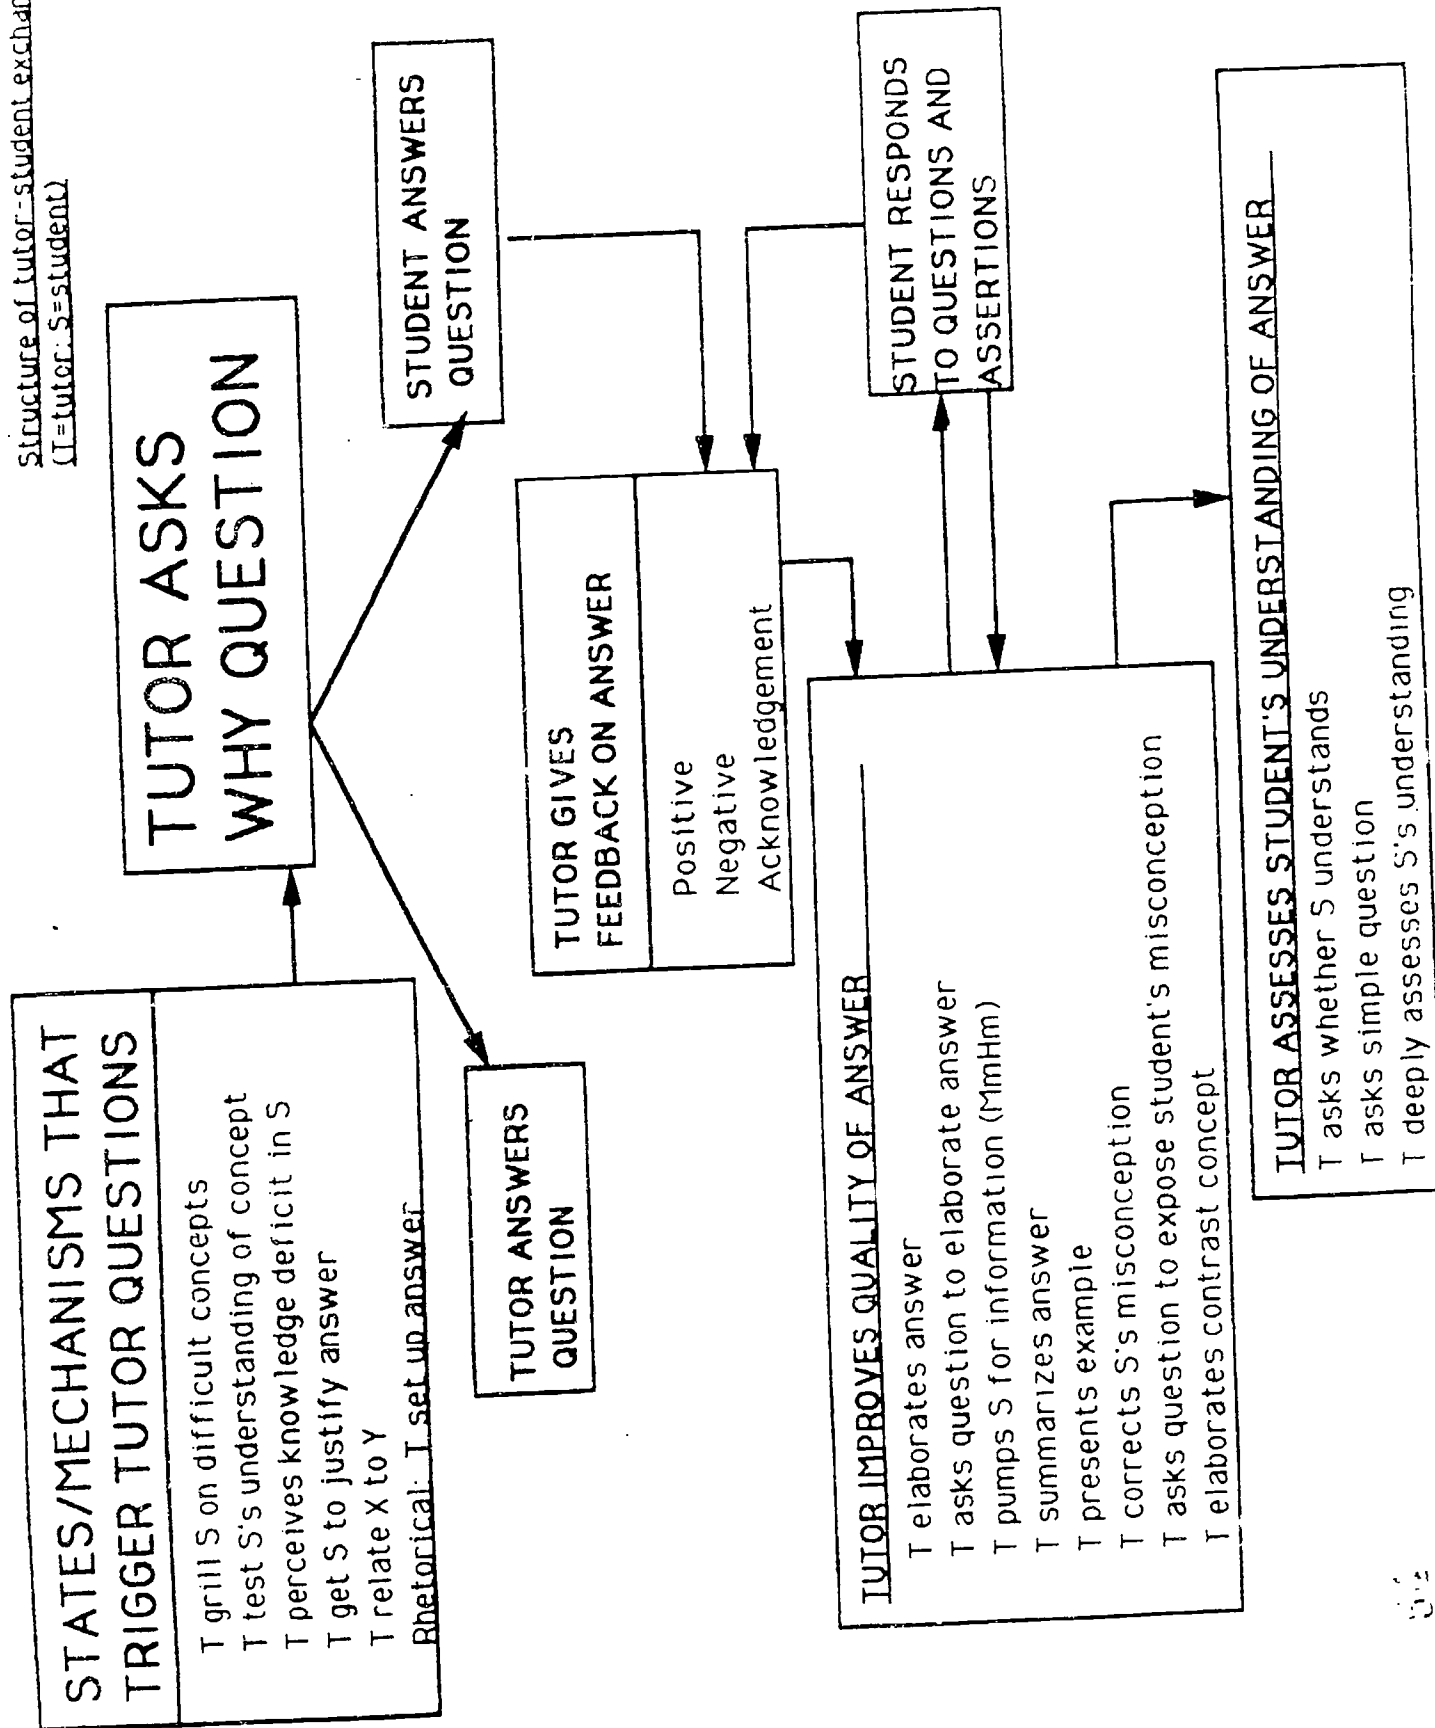 Structure of tutor-student
(T=tutor: S=student)
STATES/MECHANISMS THAT
TRIGGER TUTOR QUESTIONS
T grill S on difficult concepts
T test S's understanding of concept
T perceives knowledge deficit in S
T get S to justify answer
T relate X to Y
Rhetorical: T set up answer
TUTOR ASKS
WHY QUESTION
TUTOR ANSWERS
QUESTION
STUDENT ANSWERS
QUESTION
TUTOR GIVES
FEEDBACK ON ANSWER
Positive
Negative
Acknowledgement
TUTOR IMPROVES QUALITY OF ANSWER
T elaborates answer
T asks question to elaborate answer
T pumps S for information (MmHm)
T summarizes answer
T presents example
T corrects S's misconception
T asks question to expose student's misconception
T elaborates contrast concept
STUDENT RESPONDS
TO QUESTIONS AND
ASSERTIONS
TUTOR ASSESSES STUDENT'S UNDERSTANDING OF ANSWER
T asks whether S understands
T asks simple question
T deeply assesses S's understanding